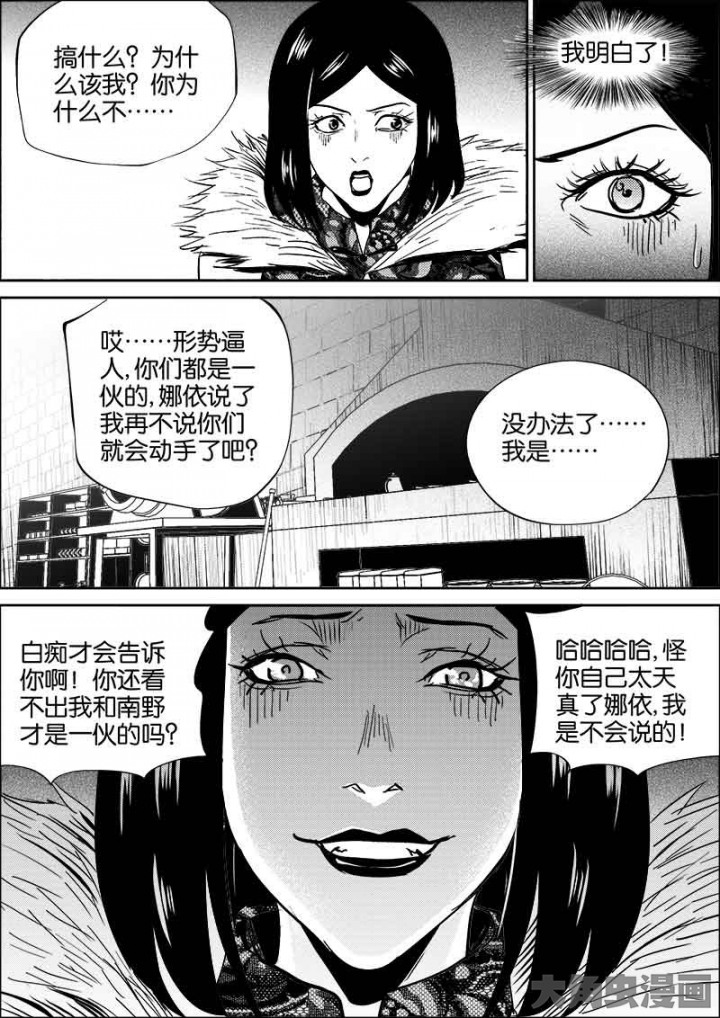 搞什么？为什
么该我？你为
什么不……
我明白了！
哎……形势逼
人，你们都是一
伙的，娜依说了
我再不说你们
就会动手了吧？
没办法了……
我是……
白痴才会告诉
你啊！你还看
不出我和南野
才是一伙的吗？
哈哈哈哈，怪
你自己太天
真了娜依，我
是不会说的！
大角虫漫画